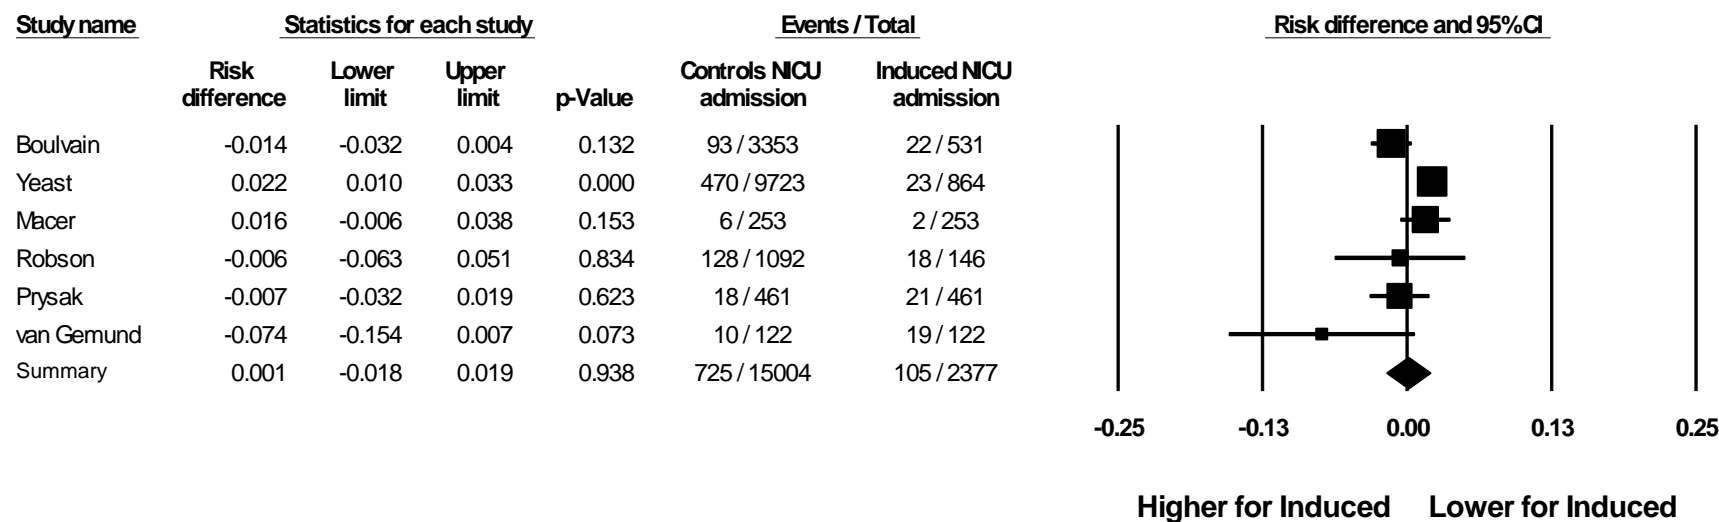 Study name Statistics for each study Events / Total Risk difference and 95% CI
Risk difference Lower limit Upper limit p-Value Controls NICU admission Induced NICU admission
Boulvain -0.014 -0.032 0.004 0.132 93 / 3353 22 / 531
Yeast 0.022 0.010 0.033 0.000 470 / 9723 23 / 864
Macer 0.016 -0.006 0.038 0.153 6 / 253 2 / 253
Robson -0.006 -0.063 0.051 0.834 128 / 1092 18 / 146
Prysak -0.007 -0.032 0.019 0.623 18 / 461 21 / 461
van Gemund -0.074 -0.154 0.007 0.073 10 / 122 19 / 122
Summary 0.001 -0.018 0.019 0.938 725 / 15004 105 / 2377
-0.25 -0.13 0.00 0.13 0.25
Higher for Induced Lower for Induced